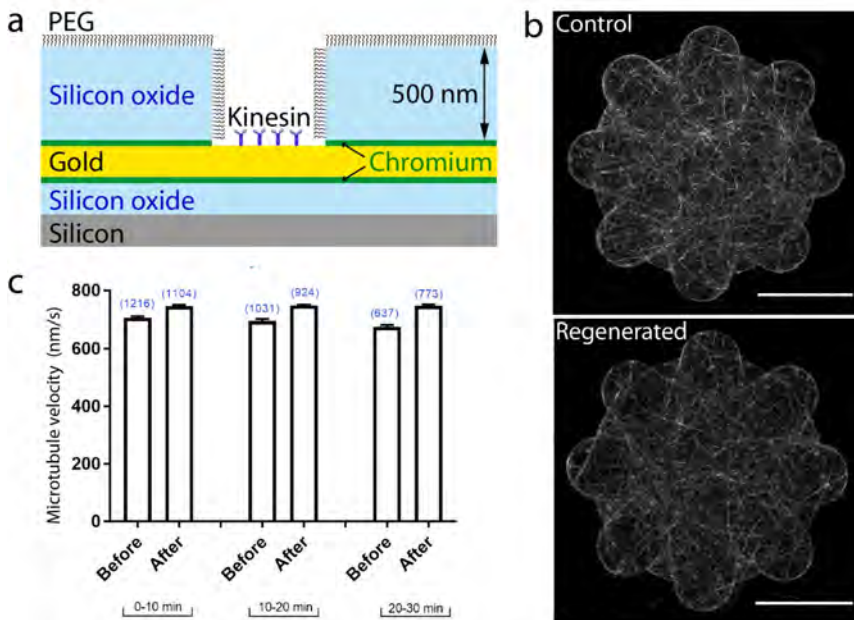 a
PEG
Silicon oxide
Kinesin
500 nm
Gold
Chromium
Silicon oxide
Silicon
b
Control
Regenerated
c
Microtubule velocity (nm/s)
800
600
400
200
0
(1216)
(1104)
(1031)
(924)
(637)
(773)
Before
After
Before
After
Before
After
0-10 min
10-20 min
20-30 min